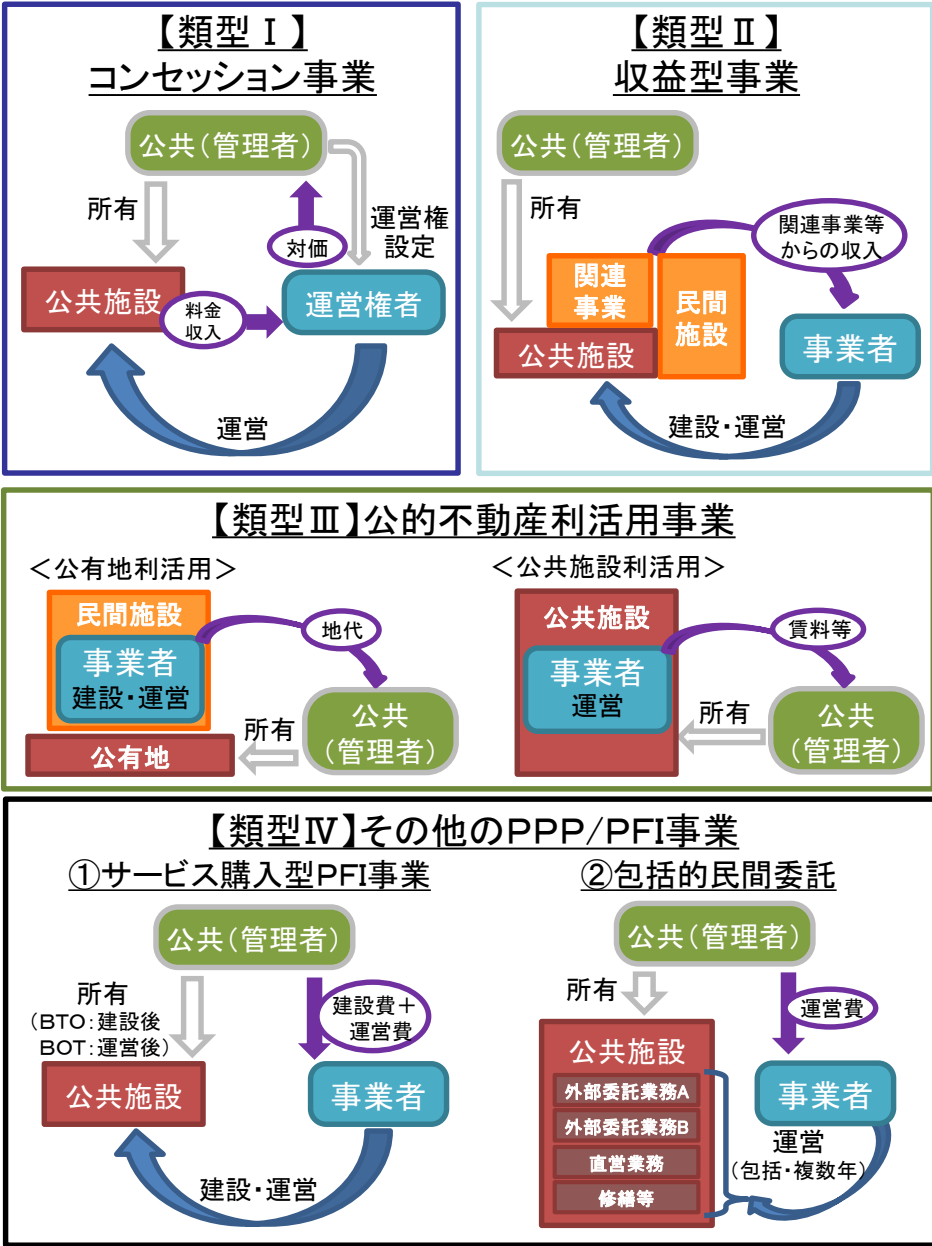 【類型Ⅰ】
コンセッション事業
公共(管理者)
所有
対価
運営権
設定
公共施設
料金
収入
運営権者
運営
【類型Ⅱ】
収益型事業
公共(管理者)
所有
関連事業等
からの収入
関連
事業
民間
施設
公共施設
事業者
建設・運営
【類型Ⅲ】公的不動産利活用事業
＜公有地利活用＞
民間施設
事業者
建設・運営
地代
公共
(管理者)
所有
公有地
＜公共施設利活用＞
公共施設
事業者
運営
賃料等
所有
公共
(管理者)
【類型Ⅳ】その他のPPP/PFI事業
①サービス購入型PFI事業
公共(管理者)
所有
(BTO:建設後
BOT:運営後)
建設費＋
運営費
公共施設
事業者
建設・運営
②包括的民間委託
公共(管理者)
所有
運営費
公共施設
外部委託業務A
外部委託業務B
直営業務
修繕等
事業者
運営
(包括・複数年)